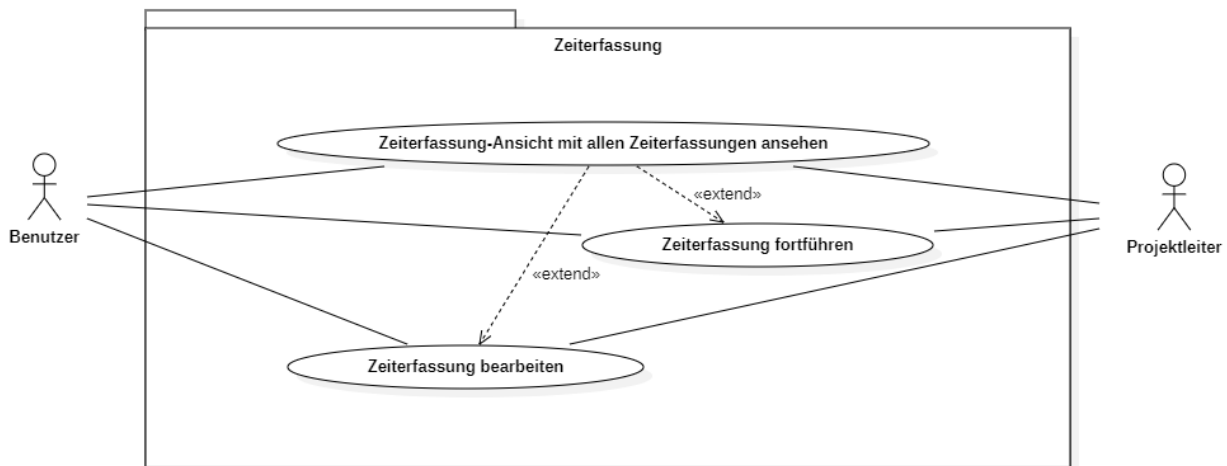 Zeiterfassung
Zeiterfassung-Ansicht mit allen Zeiterfassungen ansehen
«extend»
Benutzer
Zeiterfassung fortführen
Projektleiter
«extend»
Zeiterfassung bearbeiten